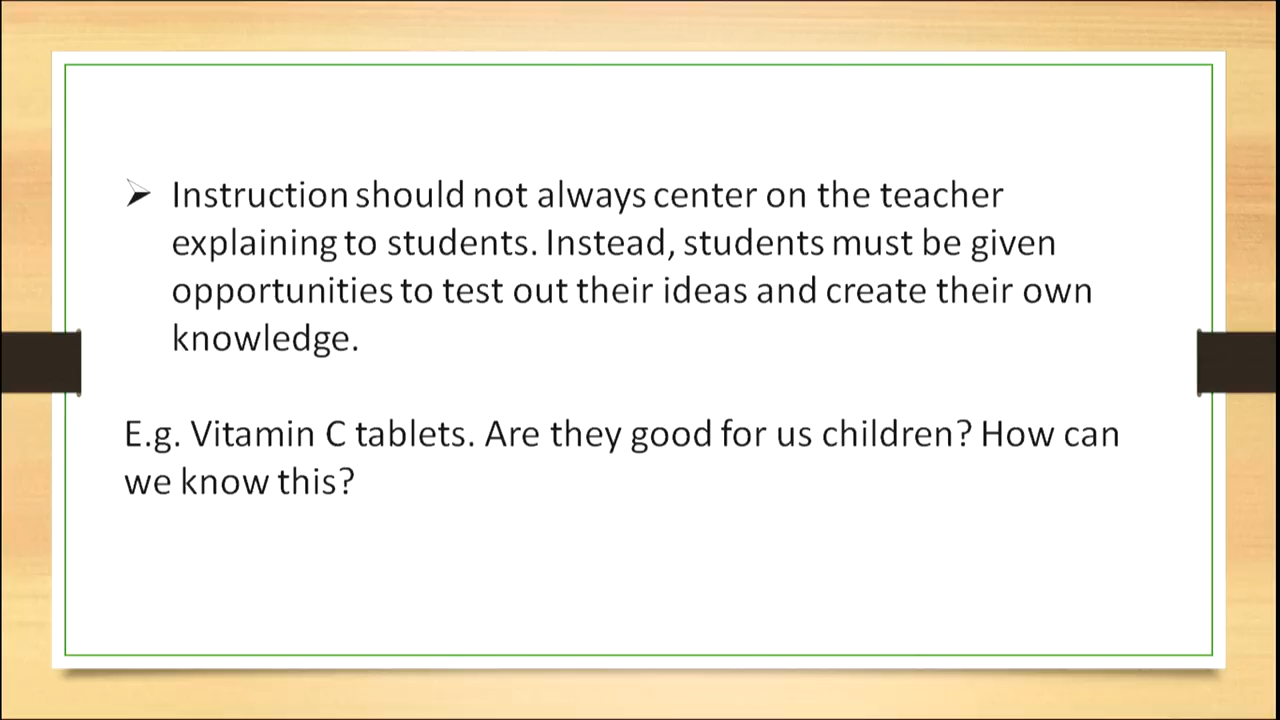 ➢ Instruction should not always center on the teacher
explaining to students. Instead, students must be given
opportunities to test out their ideas and create their own
knowledge.
E.g. Vitamin C tablets. Are they good for us children? How can
we know this?